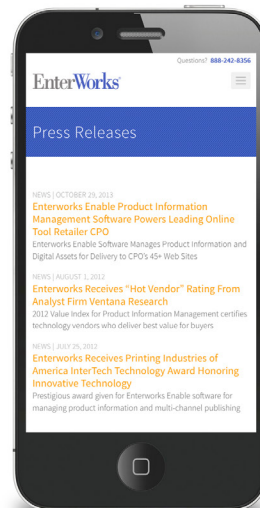 Questions? 888-242-8356
EnterWorks
Press Releases
NEWS | OCTOBER 29, 2013
Enterworks Enable Product Information
Management Software Powers Leading Online
Tool Retailer CPO
Enterworks Enable Software Manages Product Information and
Digital Assets for Delivery to CPO's 45+ Web Sites
NEWS | AUGUST 1, 2012
Enterworks Receives "Hot Vendor" Rating From
Analyst Firm Ventana Research
2012 Value Index for Product Information Management certifies
technology vendors who deliver best value for buyers
NEWS | JULY 25, 2012
Enterworks Receives Printing Industries of
America InterTech Technology Award Honoring
Innovative Technology
Prestigious award given for Enterworks Enable software for
managing product information and multi-channel publishing